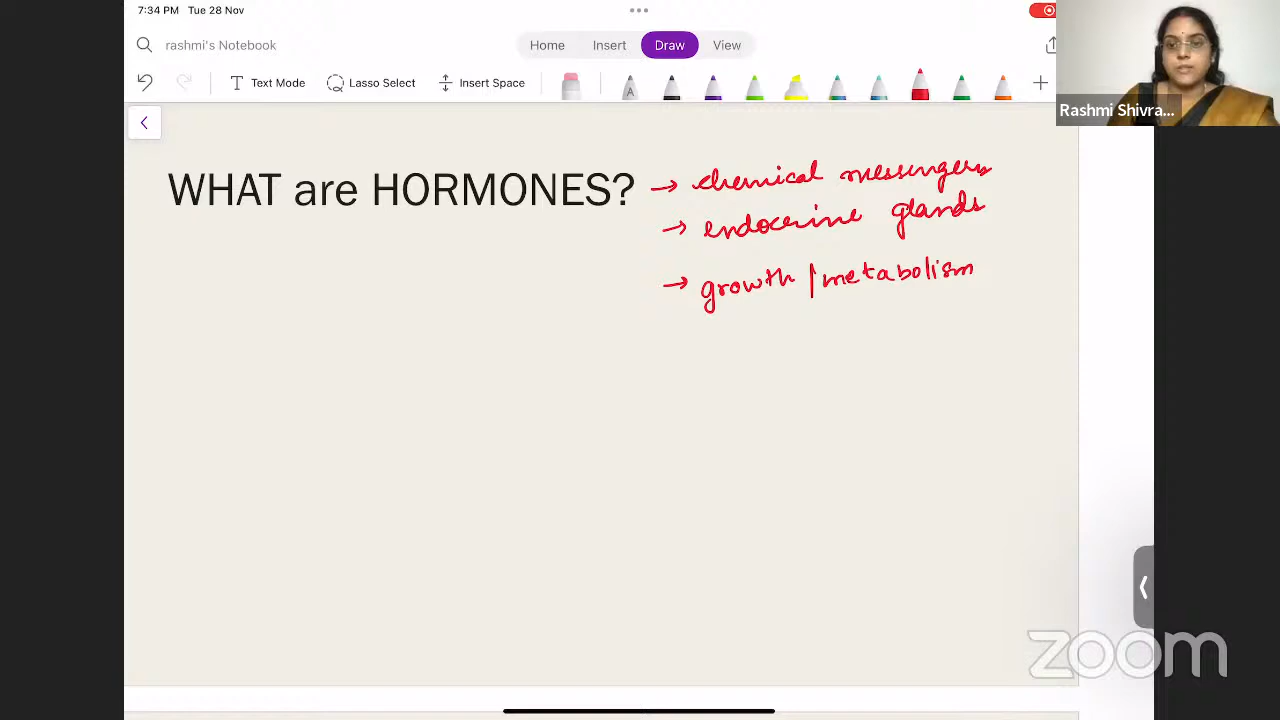 7:34 PM Tue 28 Nov
rashmi's Notebook
Home Insert Draw View
Text Mode Lasso Select Insert Space
A
Rashmi Shivra...
WHAT are HORMONES? → chemical messengers
→ endocrine glands
→ growth / metabolism
zoom